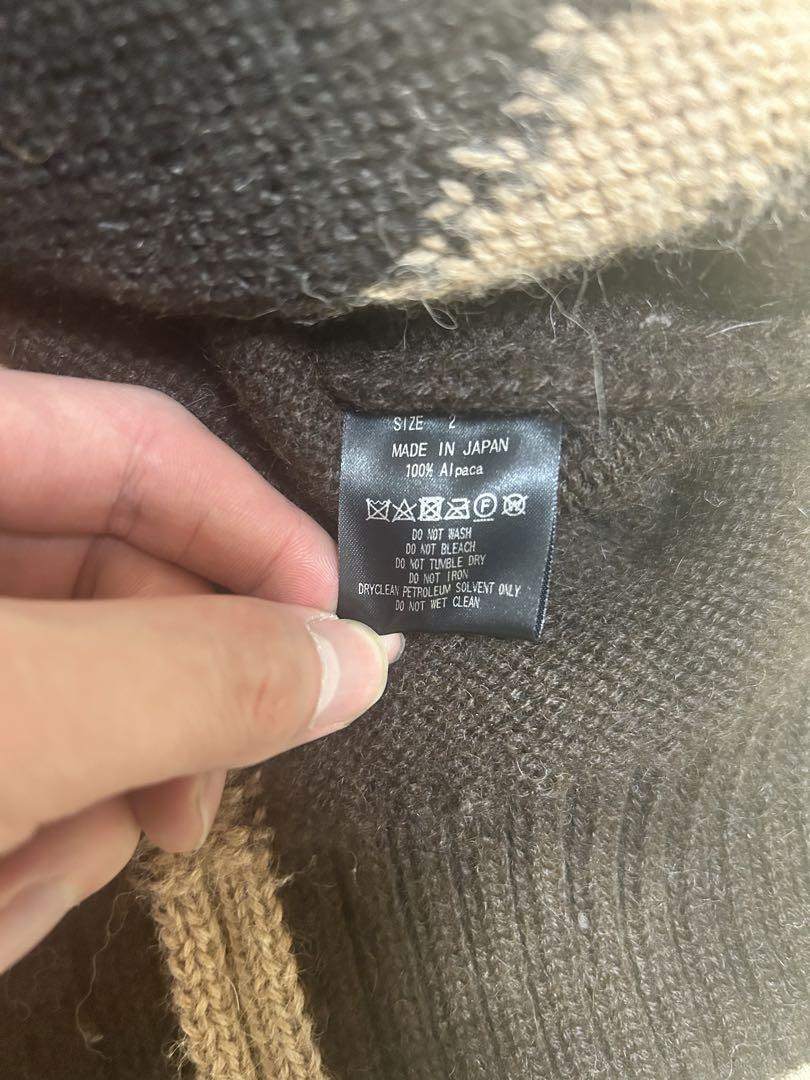 SIZE 2
MADE IN JAPAN
100% Alpaca
F W
DO NOT WASH
DO NOT BLEACH
DO NOT TUMBLE DRY
DO NOT IRON
DRYCLEAN PETROLEUM SOLVENT ONLY
DO NOT WET CLEAN